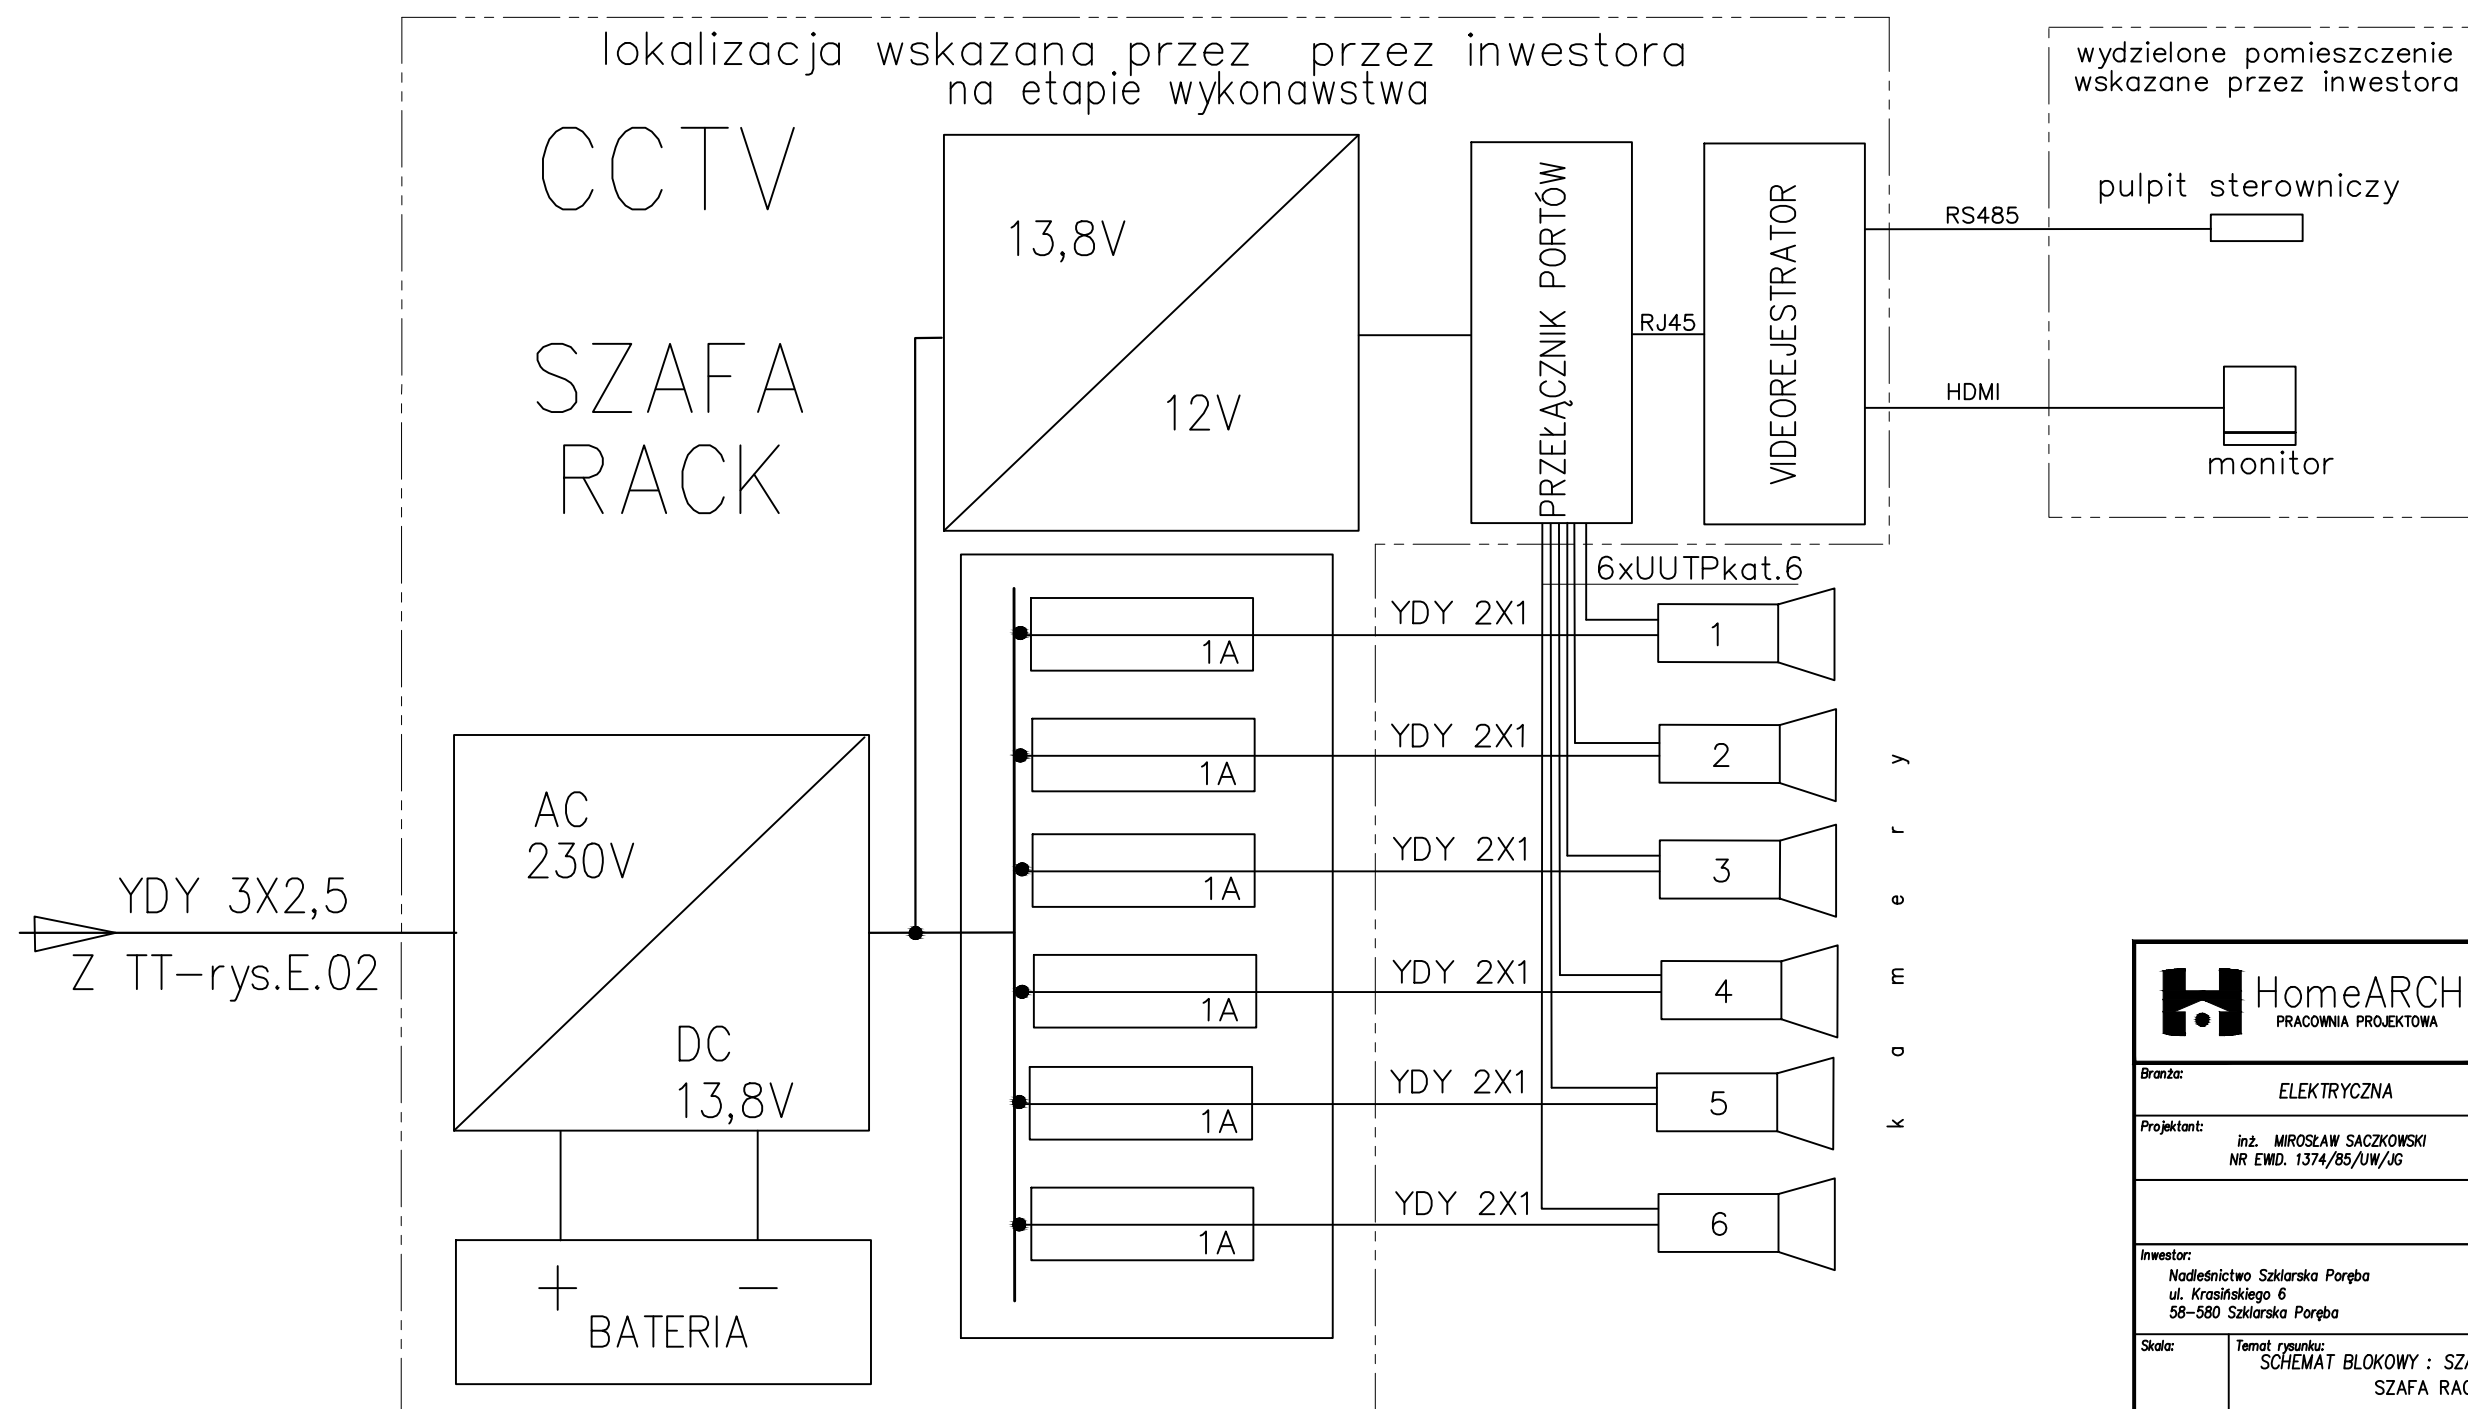 lokalizacja wskazana przez przez inwestora
na etapie wykonawstwa
CCTV
SZAFA
RACK
13,8V
12V
PRZEŁĄCZNIK PORTÓW
RJ45
VIDEOREJESTRATOR
RS485
HDMI
wydzielone pomieszczenie
wskazane przez inwestora
pulpit sterowniczy
monitor
6xUUTPkat.6
1A
YDY 2X1
1
1A
YDY 2X1
2
1A
YDY 2X1
3
1A
YDY 2X1
4
1A
YDY 2X1
5
1A
YDY 2X1
6
kamery
YDY 3X2,5
Z TT-rys.E.02
AC
230V
DC
13,8V
+ −
BATERIA
HomeARCH
PRACOWNIA PROJEKTOWA
Branża:
ELEKTRYCZNA
Projektant:
inż. MIROSŁAW SACZKOWSKI
NR EWID. 1374/85/UW/JG
Inwestor:
Nadleśnictwo Szklarska Poręba
ul. Krasińskiego 6
58-580 Szklarska Poręba
Skala:
Temat rysunku:
SCHEMAT BLOKOWY :
SZAFA